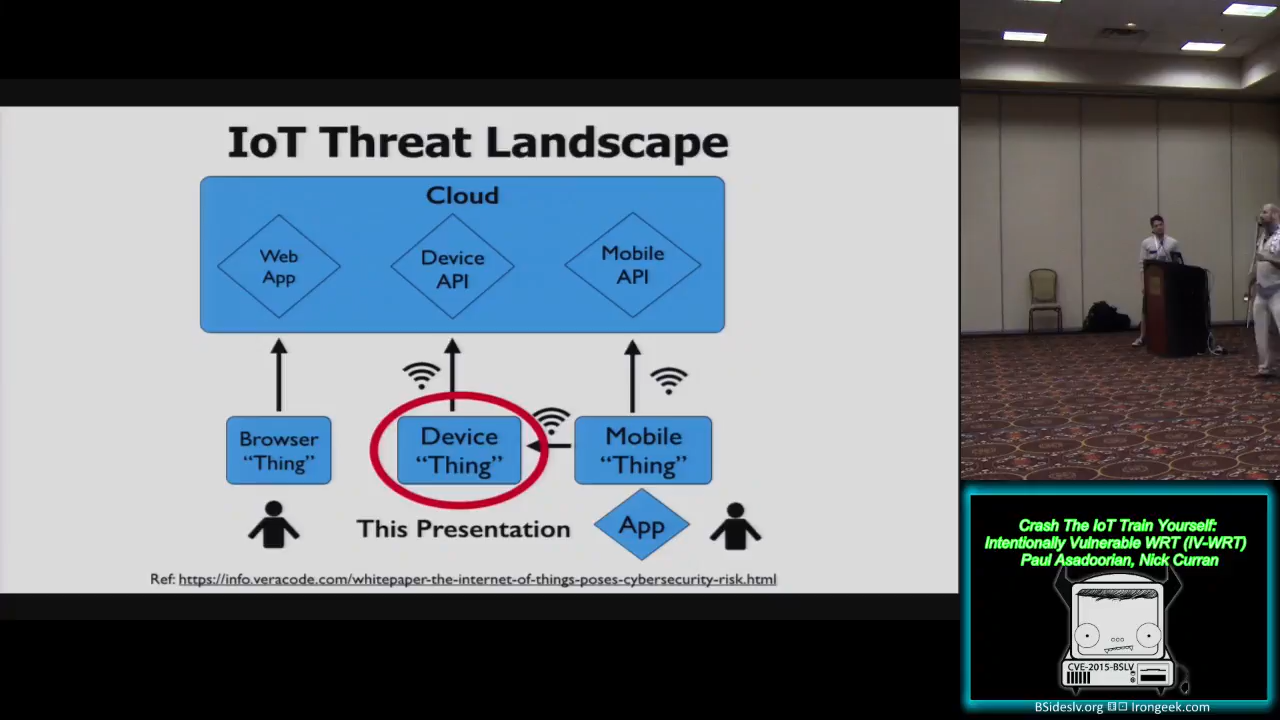 IoT Threat Landscape
Cloud
Web
App
Device
API
Mobile
API
Browser
“Thing”
Device
“Thing”
Mobile
“Thing”
This Presentation
App
Ref: https://info.veracode.com/whitepaper-the-internet-of-things-poses-cybersecurity-risk.html
Crash The IoT Train Yourself:
Intentionally Vulnerable WRT (IV-WRT)
Paul Asadoorian, Nick Curran
CVE-2015-BSLV
BSideslv.org
Irongeek.com